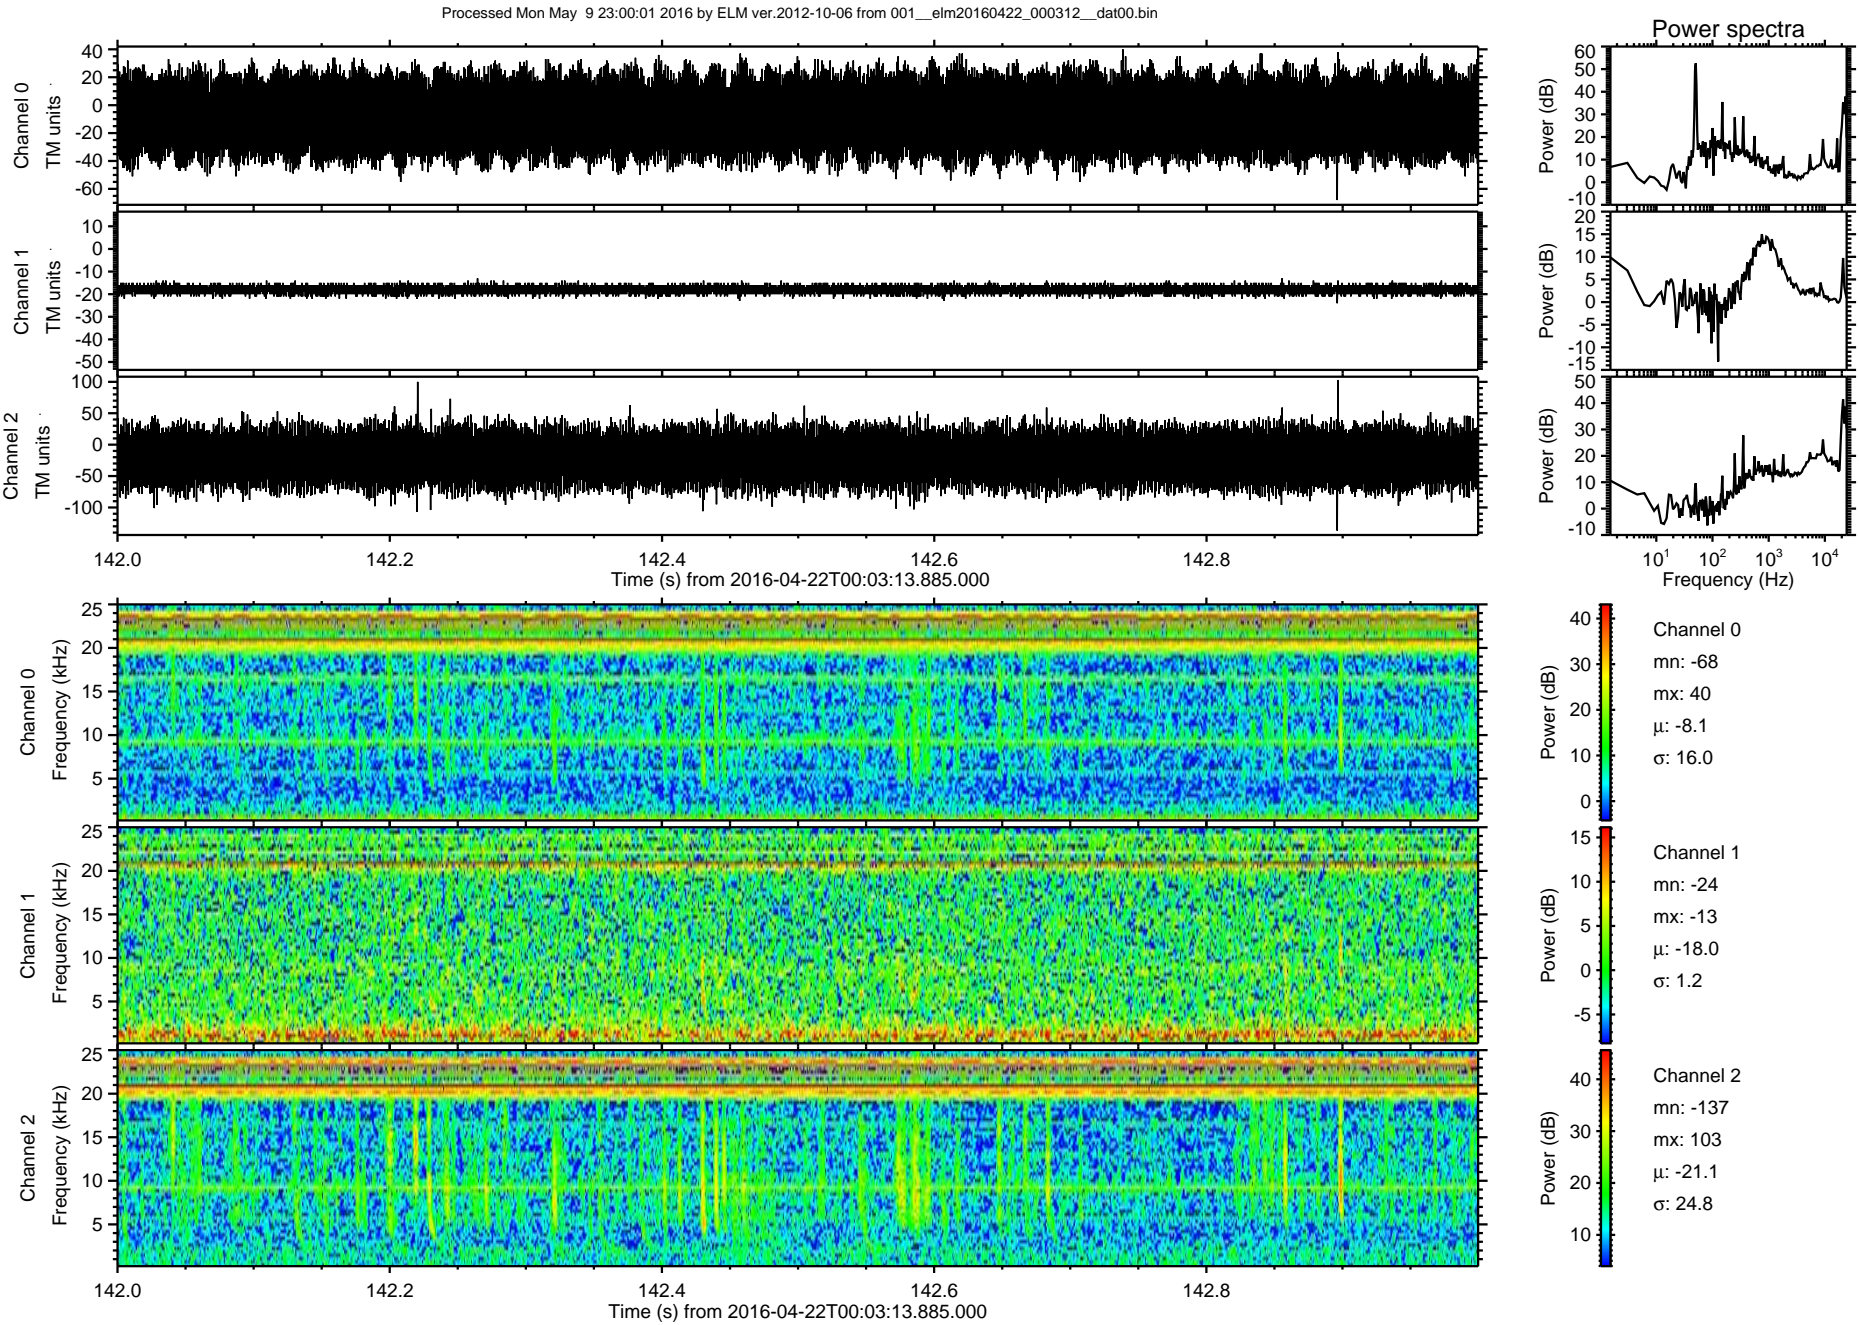 Processed Mon May  9 23:00:01 2016 by ELM ver.2012-10-06 from 001__elm20160422_000312__dat00.bin
Power spectra
Channel 0
TM units
40
20
0
-20
-40
-60
Power (dB)
60
50
40
30
20
10
0
-10
Channel 1
TM units
10
0
-10
-20
-30
-40
-50
Power (dB)
20
15
10
5
0
-5
-10
-15
Channel 2
TM units
100
50
0
-50
-100
Power (dB)
50
40
30
20
10
0
-10
142.0 142.2 142.4 142.6 142.8
Time (s) from 2016-04-22T00:03:13.885.000
10¹ 10² 10³ 10⁴
Frequency (Hz)
Channel 0
Frequency (kHz)
25
20
15
10
5
Power (dB)
40
30
20
10
0
Channel 0
mn: -68
mx: 40
µ: -8.1
σ: 16.0
Channel 1
Frequency (kHz)
25
20
15
10
5
Power (dB)
15
10
5
0
-5
Channel 1
mn: -24
mx: -13
µ: -18.0
σ: 1.2
Channel 2
Frequency (kHz)
25
20
15
10
5
Power (dB)
40
30
20
10
Channel 2
mn: -137
mx: 103
µ: -21.1
σ: 24.8
142.0 142.2 142.4 142.6 142.8
Time (s) from 2016-04-22T00:03:13.885.000